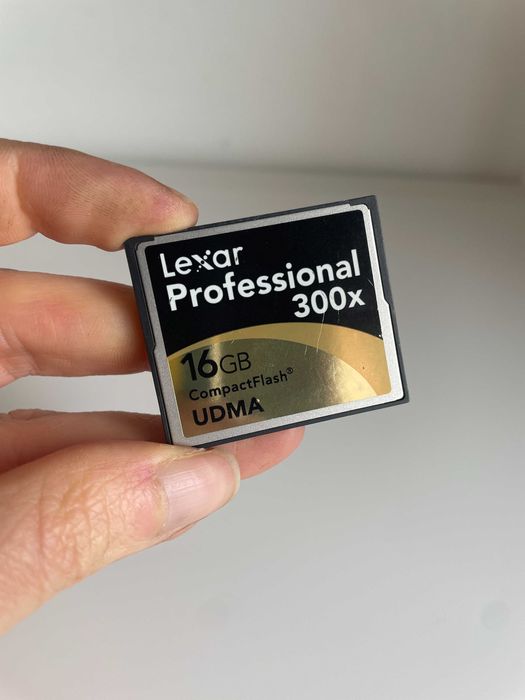 Lexar
Professional
300x
16GB
CompactFlash®
UDMA